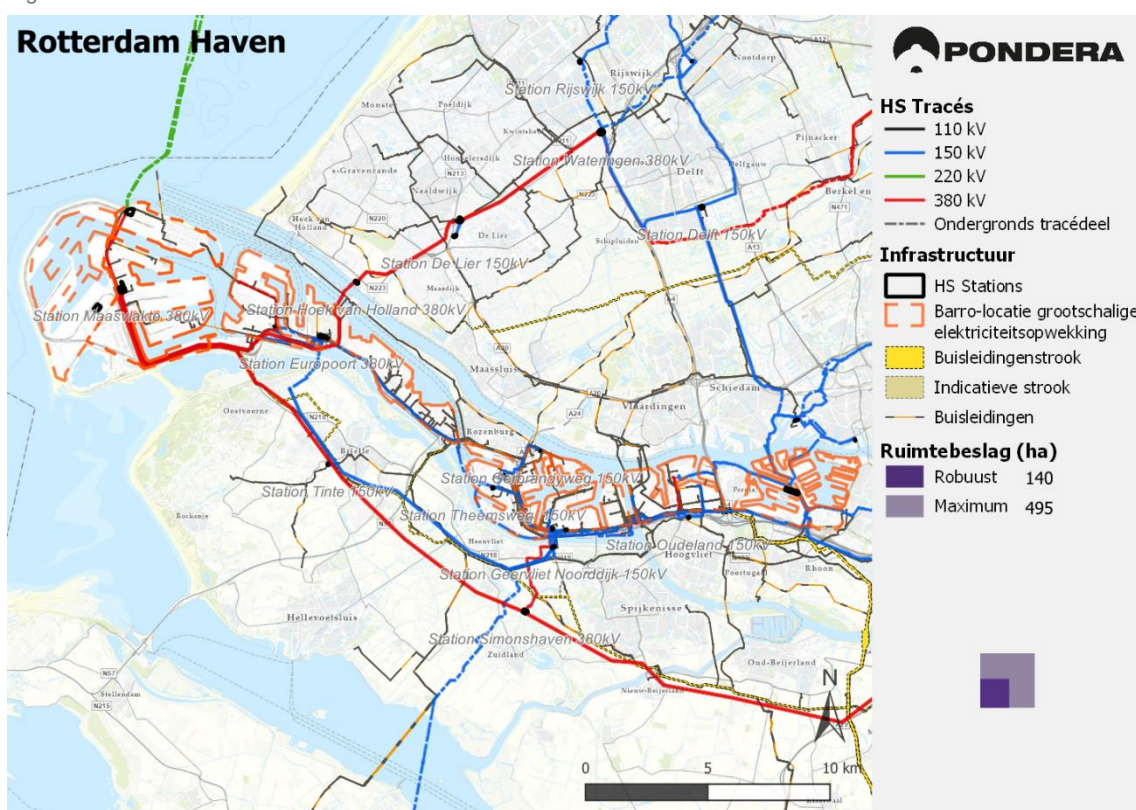 Rotterdam Haven
PONDERA
HS Tracés
110 kV
150 kV
220 kV
380 kV
Ondergronds tracédeel
Infrastructuur
HS Stations
Barro-locatie grootschalige
elektriciteitsopwekking
Buisleidingenstrook
Indicatieve strook
Buisleidingen
Ruimtebeslag (ha)
Robuust 140
Maximum 495
Station Rijswijk 150kV
Station Wateringen 380kV
Station Delft 150kV
Station De Lier 150kV
Station Hoek van Holland 380kV
Station Maasvlakte 380kV
Station Europoort 380kV
Station Tinte 150kV
Station Gerbrandyweg 150kV
Station Theemsweg 150kV
Station Oudeland 150kV
Station Geervliet Noorddijk 150kV
Station Simonshaven 380kV
Rijswijk
Nootdorp
Monster
Poeldijk
Pijnacker
Delfgauw
Delft
's-Gravenzande
Naaldwijk
N213
N220
N223
De Lier
Hoek van
Holland
Schipluiden
Berkel en
N471
A13
A4
A20
Maasdijk
Maassluis
Schiedam
Vlaardingen
A24
Rozenburg
Oostvoorne
Brielle
Rockanje
Heenvliet
N218
Hoogvliet
Poortugaal
Rhoon
Pernis
Spijkenisse
Hellevoetsluis
Zuidland
Oud-Beijerland
Nieuw-Beijerland
N57
Stellendam
N215
N
0 5 10 km